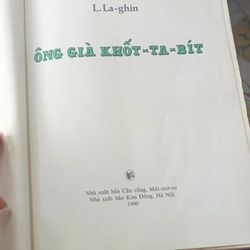 L.La-ghin
ÔNG GIÀ KHỐT-TA-BÍT
Nhà xuất bản Cầu vồng, Mát-xcơ-va
Nhà xuất bản Kim Đồng, Hà Nội
1990